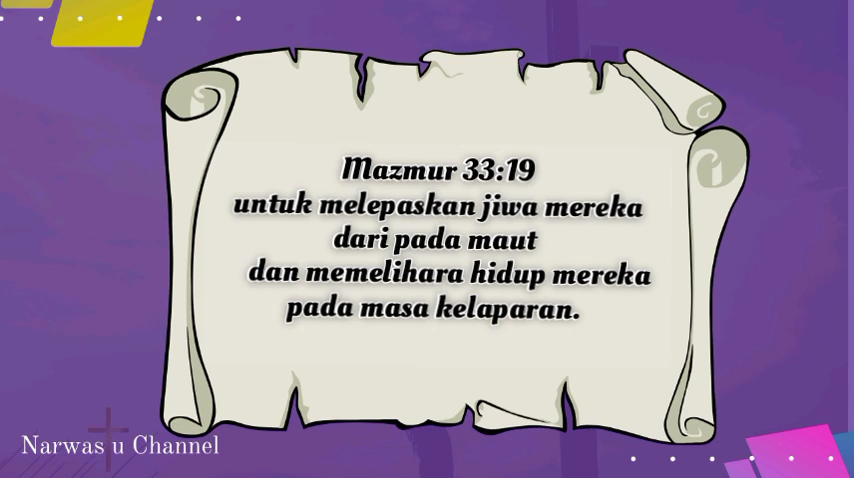 Mazmur 33:19
untuk melepaskan jiwa mereka
dari pada maut
dan memelihara hidup mereka
pada masa kelaparan.
Narwas u Channel